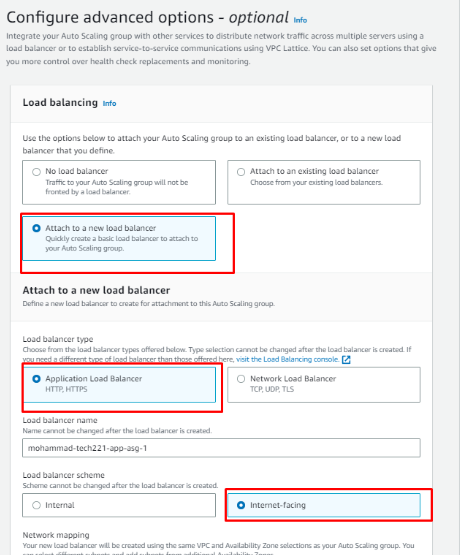 Configure advanced options - optional Info
Integrate your Auto Scaling group with other services to distribute network traffic across multiple servers using a
load balancer or to establish service-to-service communications using VPC Lattice. You can also set options that give
you more control over health check replacements and monitoring.
Load balancing Info
Use the options below to attach your Auto Scaling group to an existing load balancer, or to a new load
balancer that you define.
No load balancer
Traffic to your Auto Scaling group will not be
fronted by a load balancer.
Attach to an existing load balancer
Choose from your existing load balancers.
Attach to a new load balancer
Quickly create a basic load balancer to attach to
your Auto Scaling group.
Attach to a new load balancer
Define a new load balancer to create for attachment to this Auto Scaling group.
Load balancer type
Choose from the load balancer types offered below. Type selection cannot be changed after the load balancer is created. If
you need a different type of load balancer than those offered here, visit the Load Balancing console.
Application Load Balancer
HTTP, HTTPS
Network Load Balancer
TCP, UDP, TLS
Load balancer name
Name cannot be changed after the load balancer is created.
mohammad-tech221-app-asg-1
Load balancer scheme
Scheme cannot be changed after the load balancer is created.
Internal
Internet-facing
Network mapping
Your new load balancer will be created using the same VPC and Availability Zone selections as your Auto Scaling group. You
can select different subnets and add subnets from additional Availability Zones.